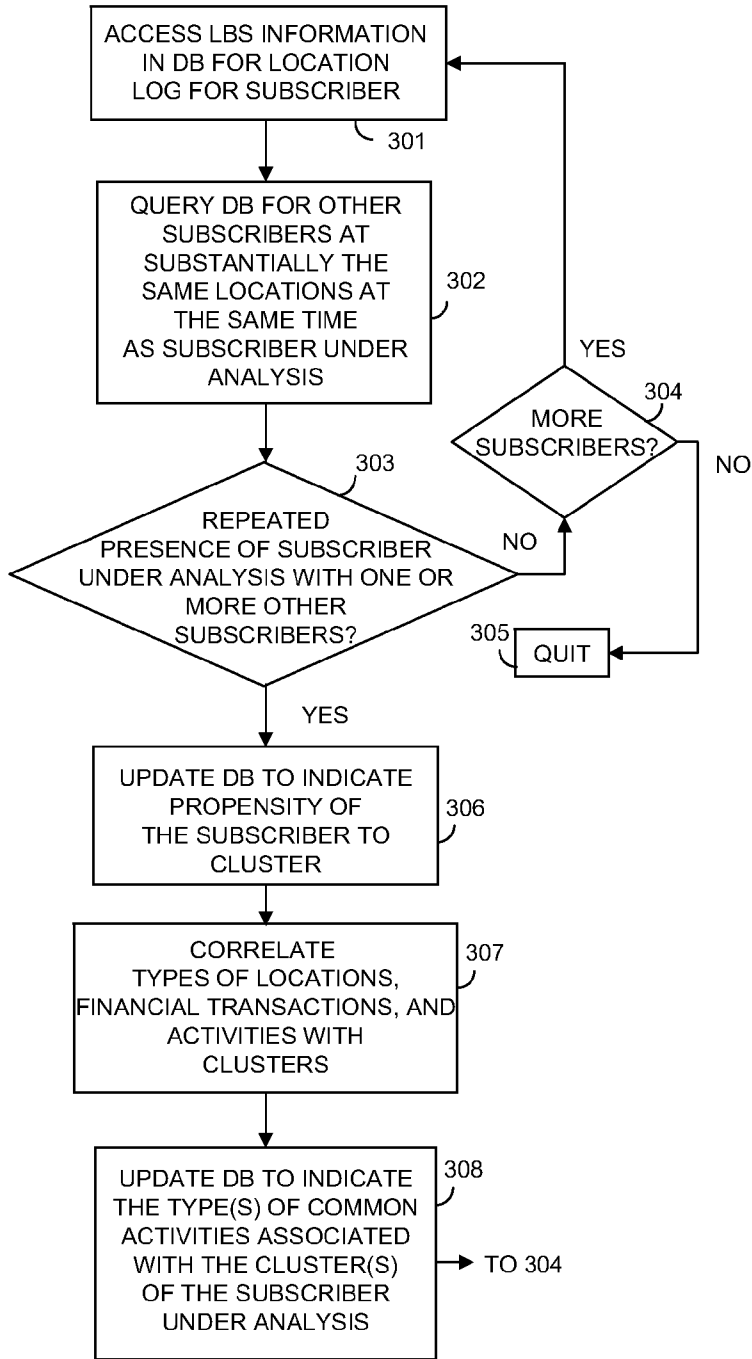 ACCESS LBS INFORMATION
IN DB FOR LOCATION
LOG FOR SUBSCRIBER
301
QUERY DB FOR OTHER
SUBSCRIBERS AT
SUBSTANTIALLY THE
SAME LOCATIONS AT
THE SAME TIME
AS SUBSCRIBER UNDER
ANALYSIS
302
YES
304
MORE
SUBSCRIBERS?
NO
303
REPEATED
PRESENCE OF SUBSCRIBER
UNDER ANALYSIS WITH ONE OR
MORE OTHER
SUBSCRIBERS?
NO
305
QUIT
YES
UPDATE DB TO INDICATE
PROPENSITY OF
THE SUBSCRIBER TO
CLUSTER
306
CORRELATE
TYPES OF LOCATIONS,
FINANCIAL TRANSACTIONS, AND
ACTIVITIES WITH
CLUSTERS
307
UPDATE DB TO INDICATE
THE TYPE(S) OF COMMON
ACTIVITIES ASSOCIATED
WITH THE CLUSTER(S)
OF THE SUBSCRIBER
UNDER ANALYSIS
308
TO 304